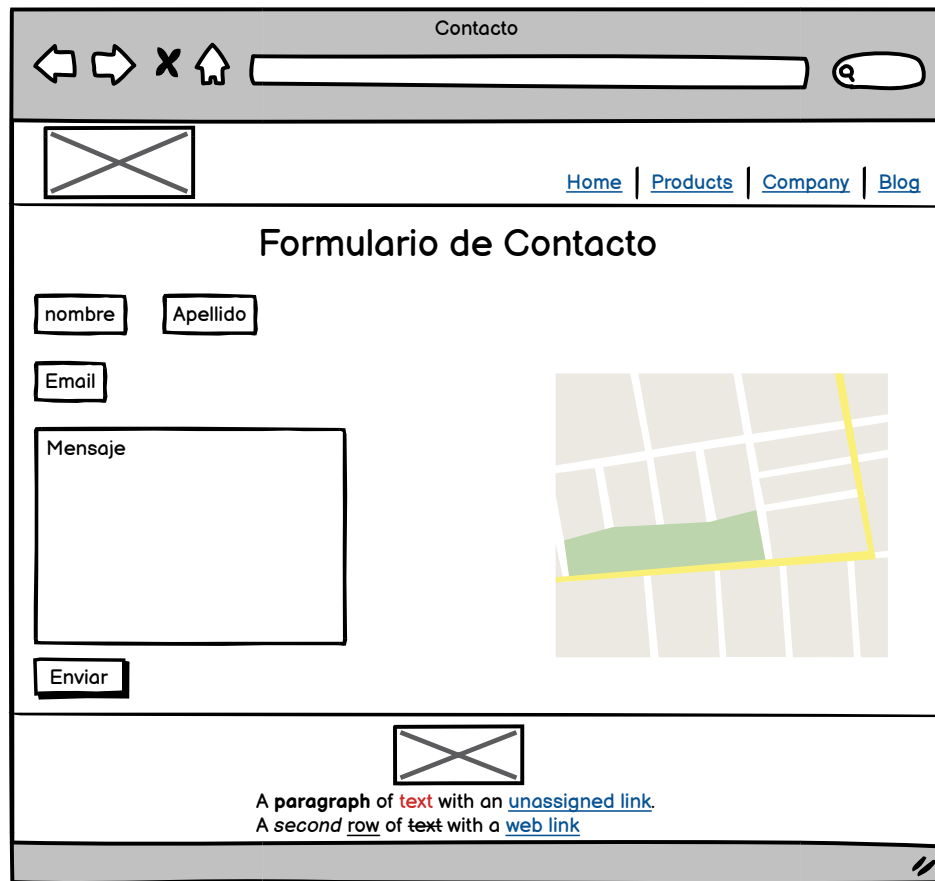 Contacto
Home Products Company Blog
Formulario de Contacto
nombre Apellido
Email
Mensaje
Enviar
A paragraph of text with an unassigned link.
A second row of text with a web link